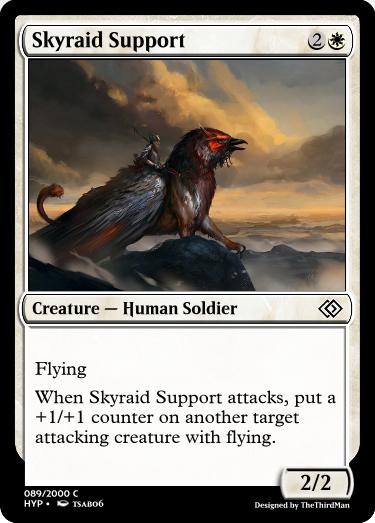 Skyraid Support 2
Creature — Human Soldier
Flying
When Skyraid Support attacks, put a
+1/+1 counter on another target
attacking creature with flying.
2/2
089/2000 C
HYP • TSABO6
Designed by TheThirdMan